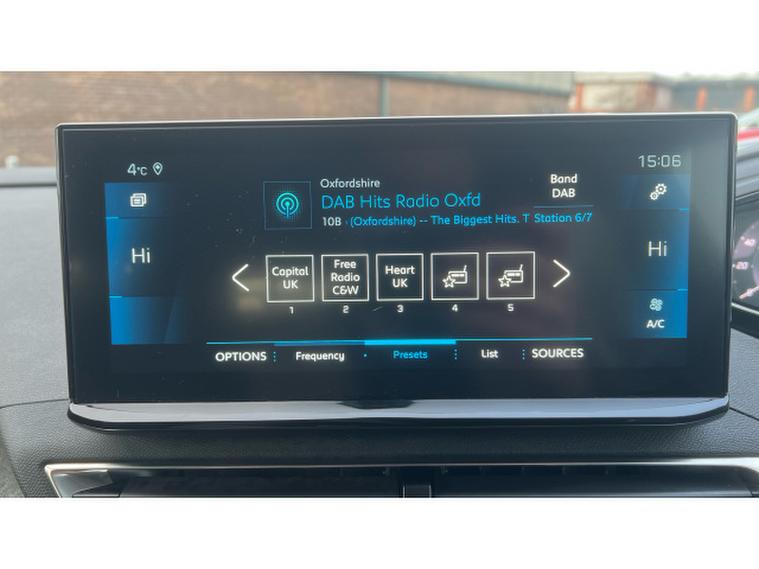 4°C
15:06
Oxfordshire
DAB Hits Radio Oxfd
10B (Oxfordshire) -- The Biggest Hits. T Station 6/7
Band
DAB
Hi
Hi
Capital
UK
1
Free
Radio
C&W
2
Heart
UK
3
4
5
A/C
OPTIONS
Frequency
Presets
List
SOURCES